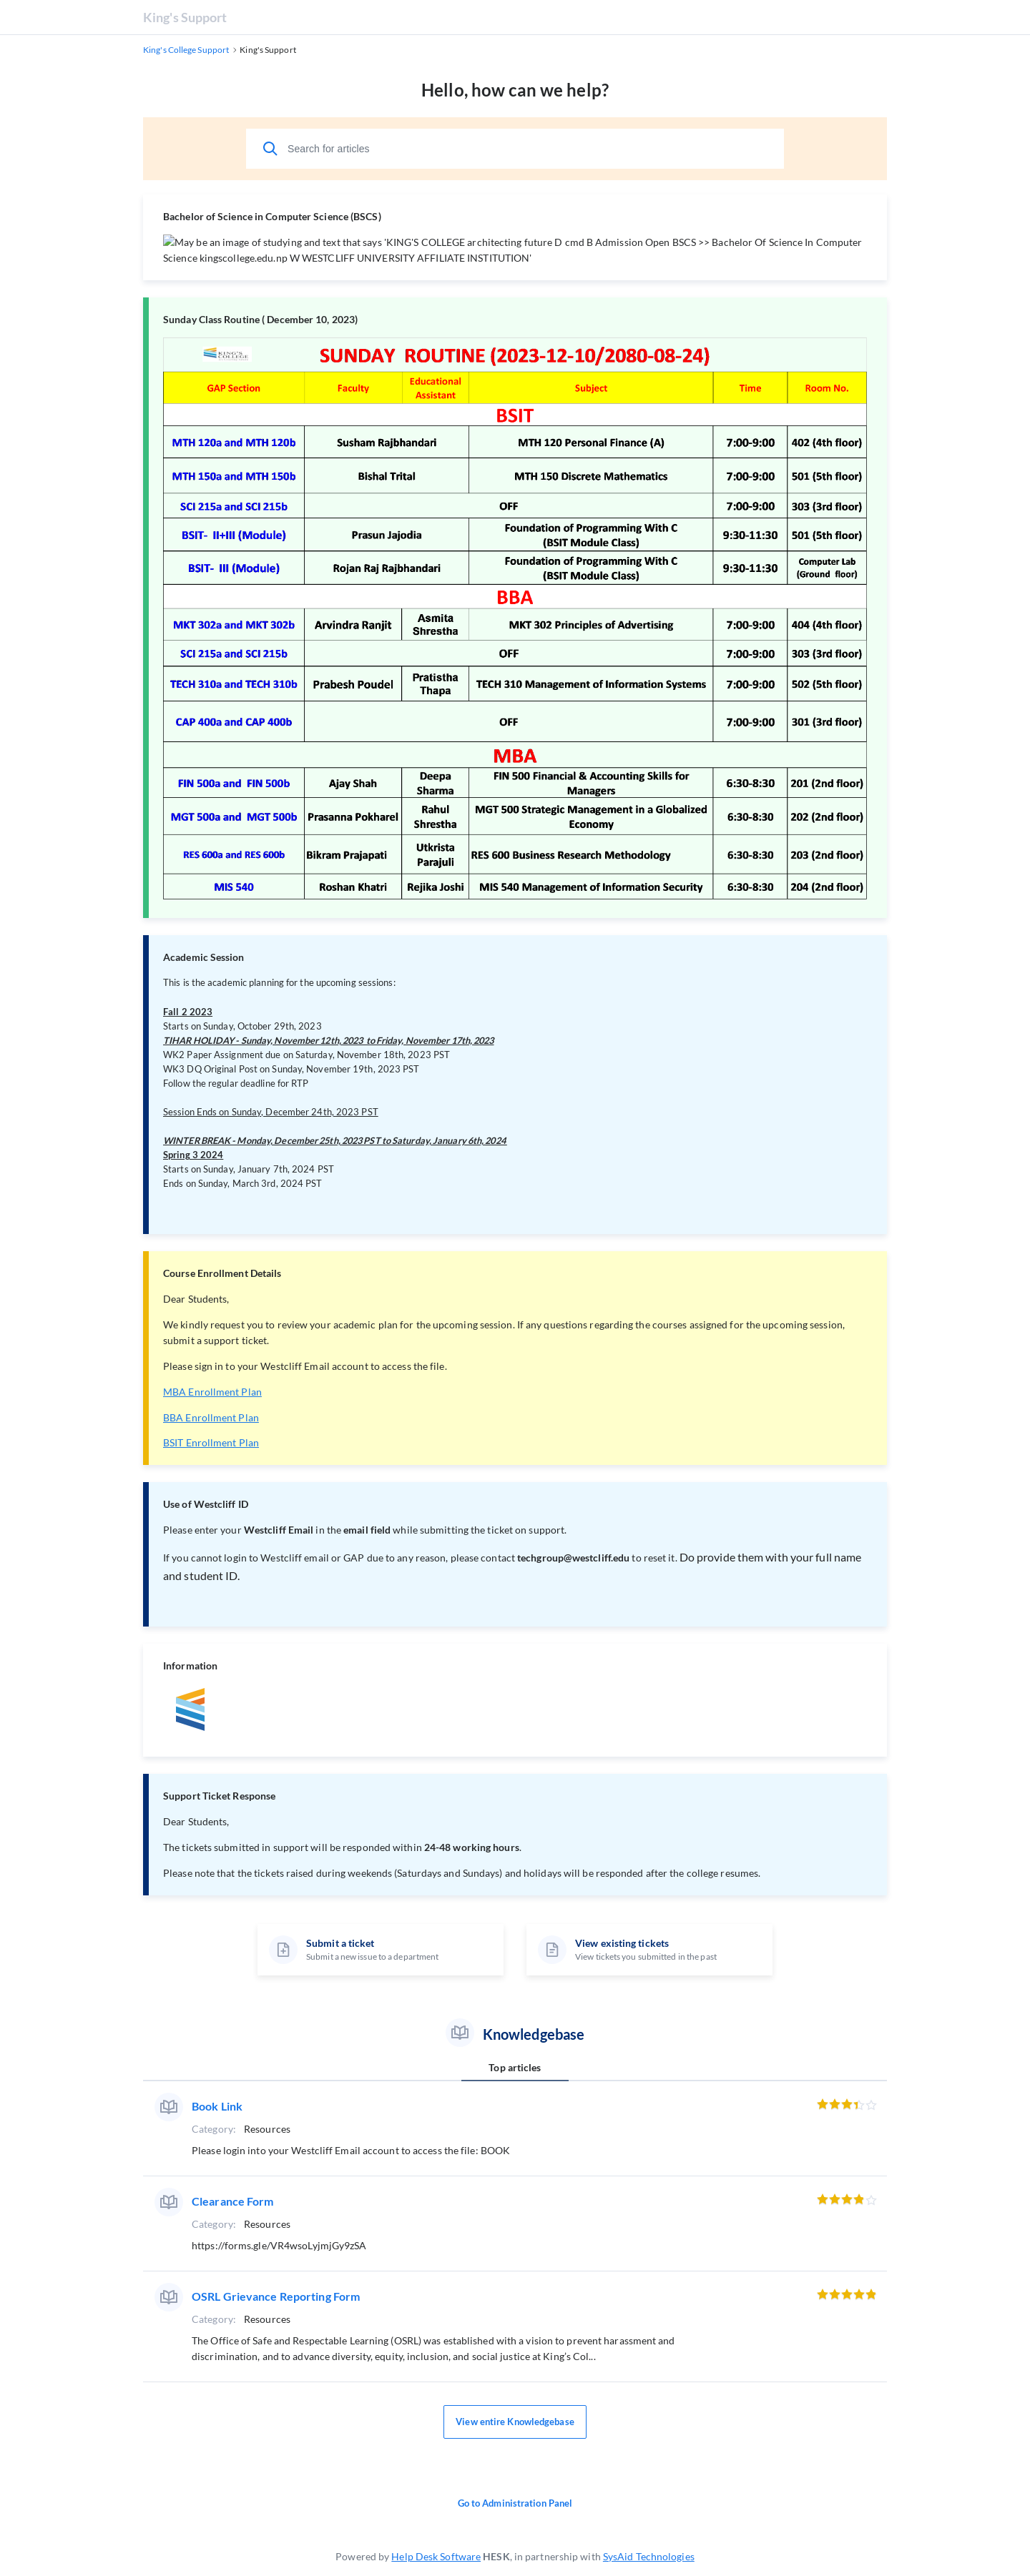 King's Support
King's College Support > King's Support
Hello, how can we help?
Search for articles
Bachelor of Science in Computer Science (BSCS)
May be an image of studying and text that says 'KING'S COLLEGE architecting future D cmd B Admission Open BSCS >> Bachelor Of Science In Computer
Science kingscollege.edu.np W WESTCLIFF UNIVERSITY AFFILIATE INSTITUTION'
Sunday Class Routine ( December 10, 2023)
KING'S COLLEGE SUNDAY ROUTINE (2023-12-10/2080-08-24)
GAP Section Faculty Educational Assistant Subject Time Room No.
BSIT
MTH 120a and MTH 120b Susham Rajbhandari MTH 120 Personal Finance (A) 7:00-9:00 402 (4th floor)
MTH 150a and MTH 150b Bishal Trital MTH 150 Discrete Mathematics 7:00-9:00 501 (5th floor)
SCI 215a and SCI 215b OFF 7:00-9:00 303 (3rd floor)
BSIT- II+III (Module) Prasun Jajodia Foundation of Programming With C (BSIT Module Class) 9:30-11:30 501 (5th floor)
BSIT- III (Module) Rojan Raj Rajbhandari Foundation of Programming With C (BSIT Module Class) 9:30-11:30 Computer Lab (Ground floor)
BBA
MKT 302a and MKT 302b Arvindra Ranjit Asmita Shrestha MKT 302 Principles of Advertising 7:00-9:00 404 (4th floor)
SCI 215a and SCI 215b OFF 7:00-9:00 303 (3rd floor)
TECH 310a and TECH 310b Prabesh Poudel Pratistha Thapa TECH 310 Management of Information Systems 7:00-9:00 502 (5th floor)
CAP 400a and CAP 400b OFF 7:00-9:00 301 (3rd floor)
MBA
FIN 500a and FIN 500b Ajay Shah Deepa Sharma FIN 500 Financial & Accounting Skills for Managers 6:30-8:30 201 (2nd floor)
MGT 500a and MGT 500b Prasanna Pokharel Rahul Shrestha MGT 500 Strategic Management in a Globalized Economy 6:30-8:30 202 (2nd floor)
RES 600a and RES 600b Bikram Prajapati Utkrista Parajuli RES 600 Business Research Methodology 6:30-8:30 203 (2nd floor)
MIS 540 Roshan Khatri Rejika Joshi MIS 540 Management of Information Security 6:30-8:30 204 (2nd floor)
Academic Session
This is the academic planning for the upcoming sessions:
Fall 2 2023
Starts on Sunday, October 29th, 2023
TIHAR HOLIDAY - Sunday, November 12th, 2023 to Friday, November 17th, 2023
WK2 Paper Assignment due on Saturday, November 18th, 2023 PST
WK3 DQ Original Post on Sunday, November 19th, 2023 PST
Follow the regular deadline for RTP
Session Ends on Sunday, December 24th, 2023 PST
WINTER BREAK - Monday, December 25th, 2023 PST to Saturday, January 6th, 2024
Spring 3 2024
Starts on Sunday, January 7th, 2024 PST
Ends on Sunday, March 3rd, 2024 PST
Course Enrollment Details
Dear Students,
We kindly request you to review your academic plan for the upcoming session. If any questions regarding the courses assigned for the upcoming session,
submit a support ticket.
Please sign in to your Westcliff Email account to access the file.
MBA Enrollment Plan
BBA Enrollment Plan
BSIT Enrollment Plan
Use of Westcliff ID
Please enter your Westcliff Email in the email field while submitting the ticket on support.
If you cannot login to Westcliff email or GAP due to any reason, please contact techgroup@westcliff.edu to reset it. Do provide them with your full name
and student ID.
Information
Support Ticket Response
Dear Students,
The tickets submitted in support will be responded within 24-48 working hours.
Please note that the tickets raised during weekends (Saturdays and Sundays) and holidays will be responded after the college resumes.
Submit a ticket
Submit a new issue to a department
View existing tickets
View tickets you submitted in the past
Knowledgebase
Top articles
Book Link
Category: Resources
Please login into your Westcliff Email account to access the file: BOOK
Clearance Form
Category: Resources
https://forms.gle/VR4wsoLyjmjGy9zSA
OSRL Grievance Reporting Form
Category: Resources
The Office of Safe and Respectable Learning (OSRL) was established with a vision to prevent harassment and
discrimination, and to advance diversity, equity, inclusion, and social justice at King's Col...
View entire Knowledgebase
Go to Administration Panel
Powered by Help Desk Software HESK, in partnership with SysAid Technologies